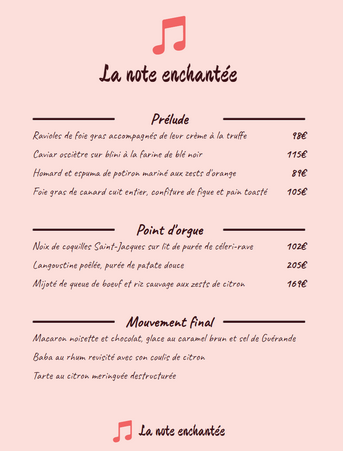 La note enchantée
Prélude
Ravioles de foie gras accompagnés de leur crème à la truffe 98€
Caviar osciètre sur blini à la farine de blé noir 115€
Homard et espuma de potiron mariné aux zests d'orange 89€
Foie gras de canard cuit entier, confiture de figue et pain toasté 105€
Point d'orgue
Noix de coquilles Saint-Jacques sur lit de purée de céleri-rave 102€
Langoustine poêlée, purée de patate douce 205€
Mijoté de queue de boeuf et riz sauvage aux zests de citron 169€
Mouvement final
Macaron noisette et chocolat, glace au caramel brun et sel de Guérande
Baba au rhum revisité avec son coulis de citron
Tarte au citron meringuée destructurée
La note enchantée